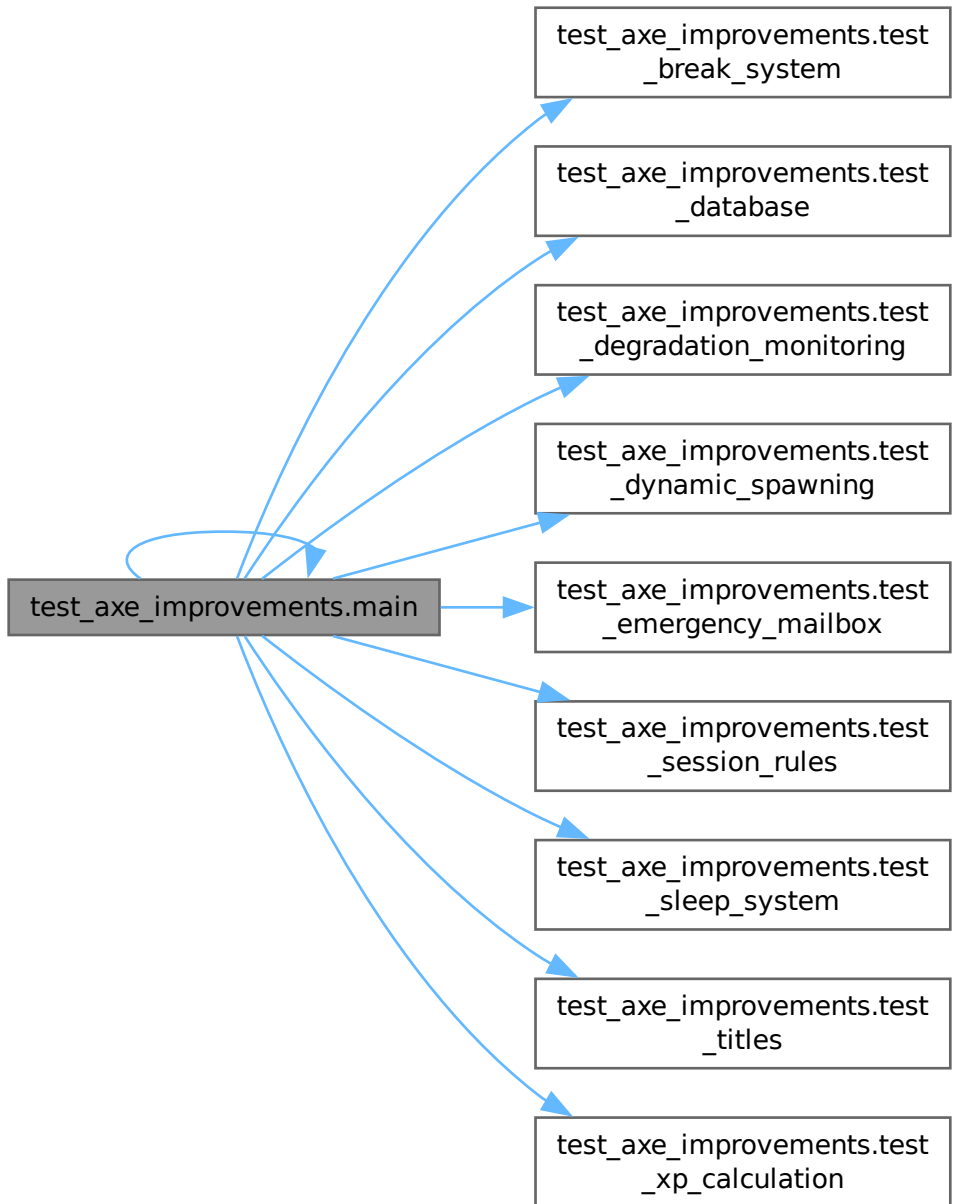 test_axe_improvements.test
_break_system
test_axe_improvements.test
_database
test_axe_improvements.test
_degradation_monitoring
test_axe_improvements.test
_dynamic_spawning
test_axe_improvements.main
test_axe_improvements.test
_emergency_mailbox
test_axe_improvements.test
_session_rules
test_axe_improvements.test
_sleep_system
test_axe_improvements.test
_titles
test_axe_improvements.test
_xp_calculation